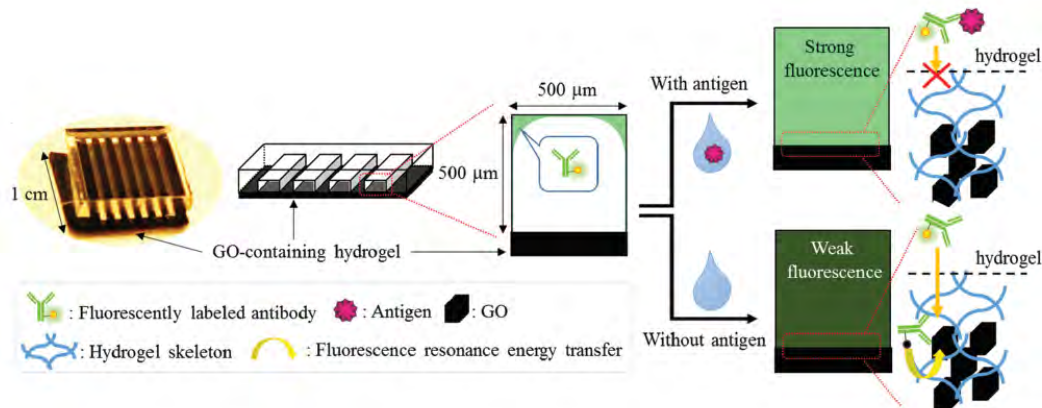 1 cm
GO-containing hydrogel
500 μm
500 μm
With antigen
Without antigen
Strong
fluorescence
hydrogel
Weak
fluorescence
hydrogel
: Fluorescently labeled antibody
: Antigen
: GO
: Hydrogel skeleton
: Fluorescence resonance energy transfer